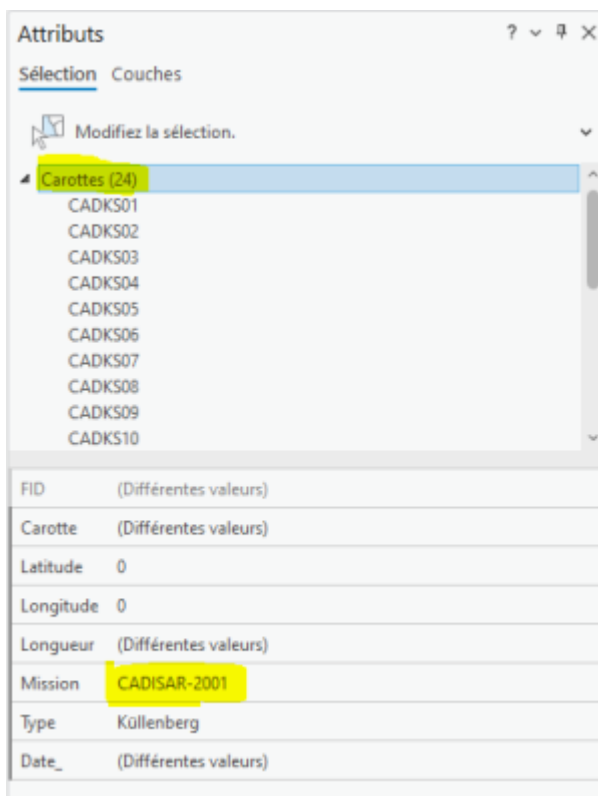 Attributs ?
Sélection Couches
Modifiez la sélection.
Carottes (24)
CADKS01
CADKS02
CADKS03
CADKS04
CADKS05
CADKS06
CADKS07
CADKS08
CADKS09
CADKS10
FID (Différentes valeurs)
Carotte (Différentes valeurs)
Latitude 0
Longitude 0
Longueur (Différentes valeurs)
Mission CADISAR-2001
Type Küllenberg
Date_ (Différentes valeurs)